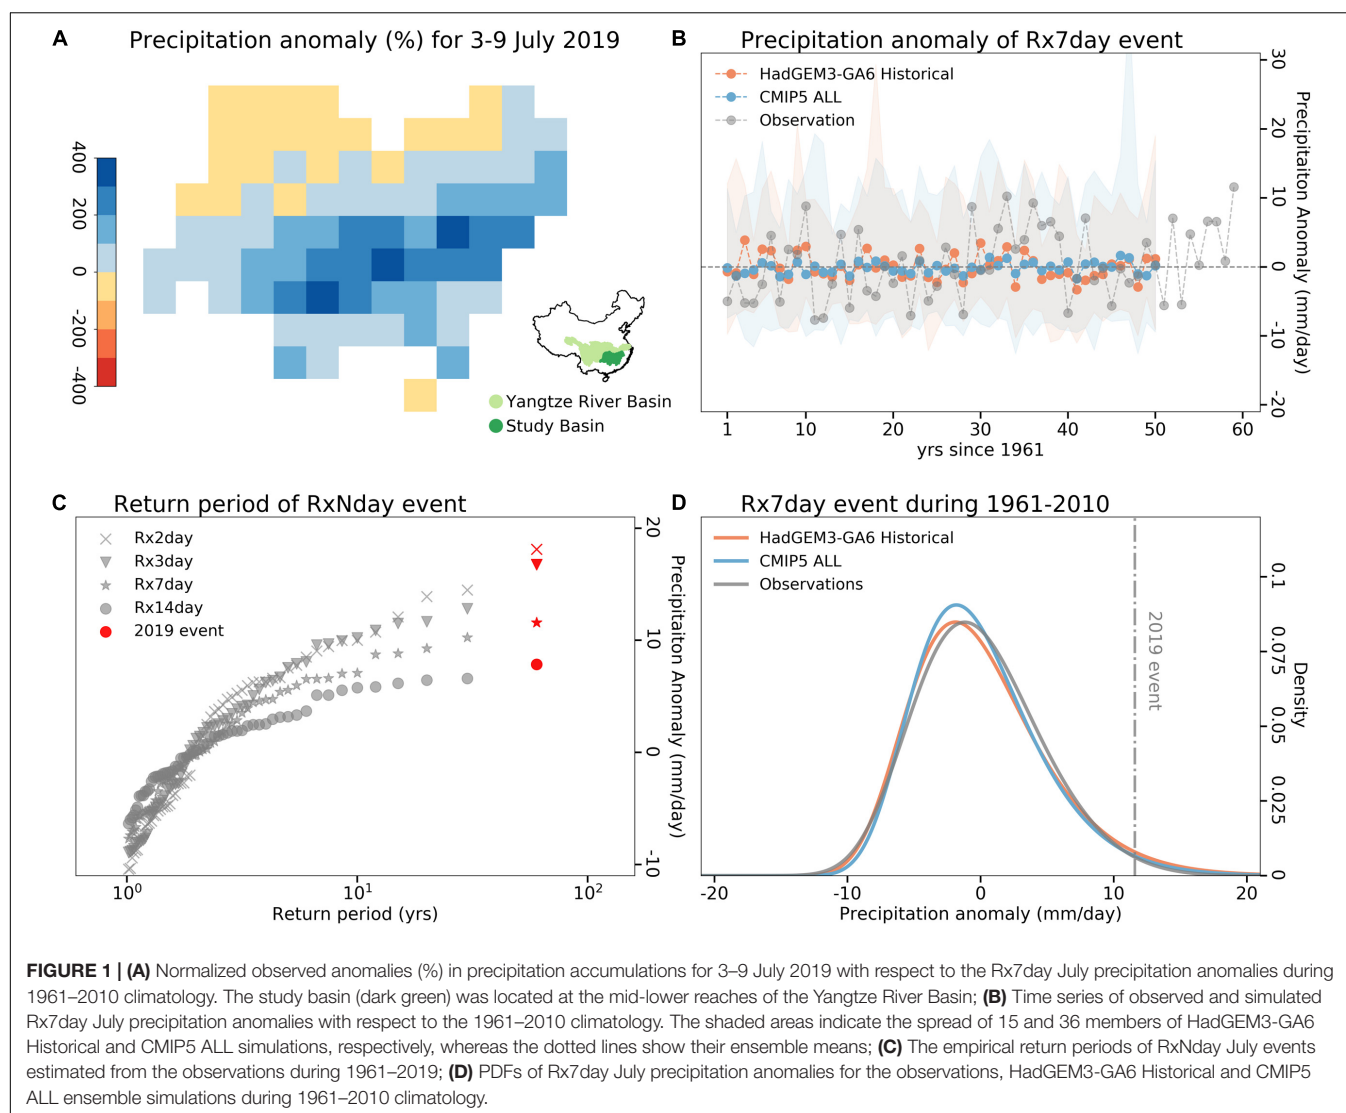 A
Precipitation anomaly (%) for 3-9 July 2019
400
200
0
-200
-400
Yangtze River Basin
Study Basin
B
Precipitation anomaly of Rx7day event
HadGEM3-GA6 Historical
CMIP5 ALL
Observation
30
20
10
0
-10
-20
Precipitaiton Anomaly (mm/day)
1
10
20
30
40
50
60
yrs since 1961
C
Return period of RxNday event
Rx2day
Rx3day
Rx7day
Rx14day
2019 event
20
10
0
-10
Precipitaiton Anomaly (mm/day)
10⁰
10¹
10²
Return period (yrs)
D
Rx7day event during 1961-2010
HadGEM3-GA6 Historical
CMIP5 ALL
Observations
2019 event
0.1
0.075
0.05
0.025
0
Density
-20
-10
0
10
20
Precipitation anomaly (mm/day)
FIGURE 1 | (A) Normalized observed anomalies (%) in precipitation accumulations for 3–9 July 2019 with respect to the Rx7day July precipitation anomalies during
1961–2010 climatology. The study basin (dark green) was located at the mid-lower reaches of the Yangtze River Basin; (B) Time series of observed and simulated
Rx7day July precipitation anomalies with respect to the 1961–2010 climatology. The shaded areas indicate the spread of 15 and 36 members of HadGEM3-GA6
Historical and CMIP5 ALL simulations, respectively, whereas the dotted lines show their ensemble means; (C) The empirical return periods of RxNday July events
estimated from the observations during 1961–2019; (D) PDFs of Rx7day July precipitation anomalies for the observations, HadGEM3-GA6 Historical and CMIP5
ALL ensemble simulations during 1961–2010 climatology.